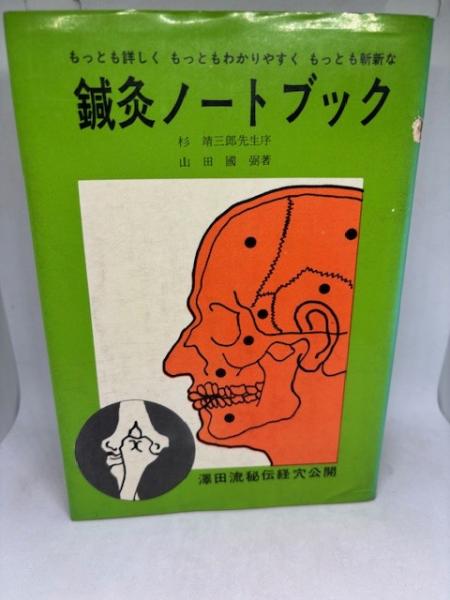 もっとも詳しく もっともわかりやすく もっとも斬新な
鍼灸ノートブック
杉 靖三郎先生序
山田國弼著
澤田流秘伝経穴公開